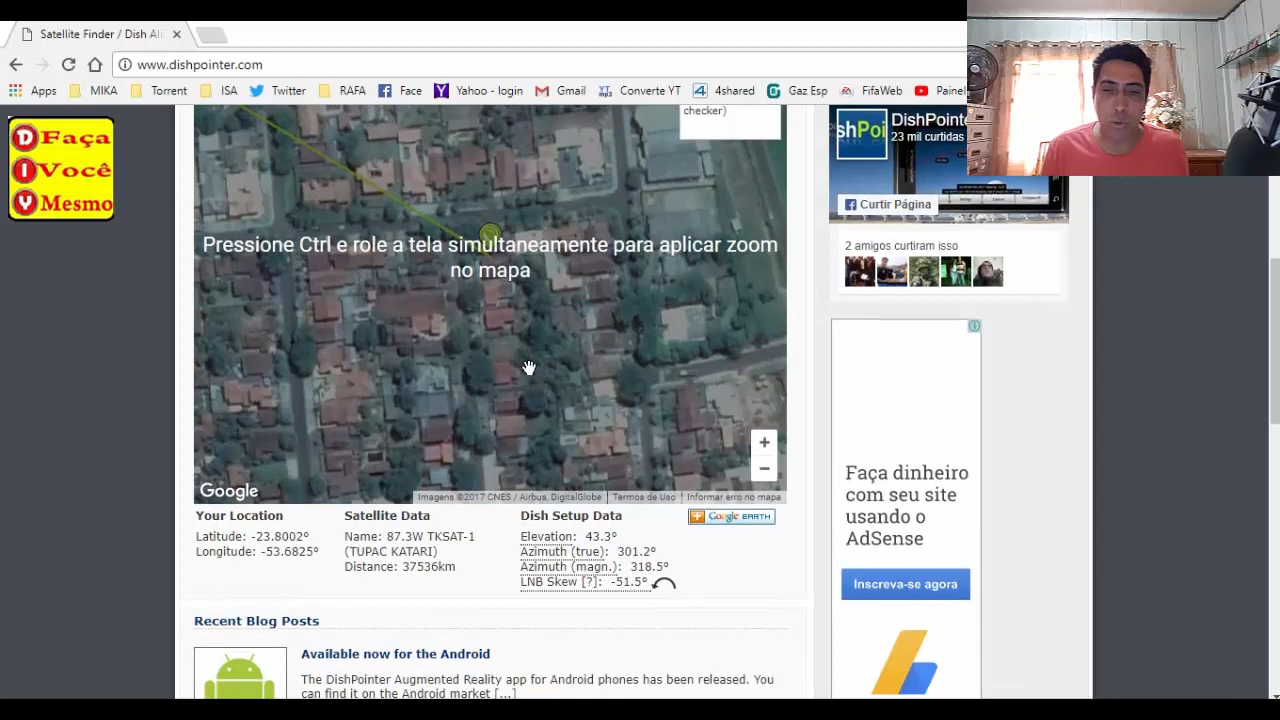 Satellite Finder / Dish Ali
www.dishpointer.com
Apps MIKA Torrent ISA Twitter RAFA Face Yahoo - login Gmail Converte YT 4shared Gaz Esp FifaWeb Painel
D Faça
I Você
Y Mesmo
checker)
Pressione Ctrl e role a tela simultaneamente para aplicar zoom
no mapa
+
−
Google
Imagens ©2017 CNES / Airbus, DigitalGlobe Termos de Uso Informar erro no mapa
Your Location
Latitude: -23.8002°
Longitude: -53.6825°
Satellite Data
Name: 87.3W TKSAT-1
(TUPAC KATARI)
Distance: 37536km
Dish Setup Data
Elevation: 43.3°
Azimuth (true): 301.2°
Azimuth (magn.): 318.5°
LNB Skew [?]: -51.5°
Google EARTH
Recent Blog Posts
Available now for the Android
The DishPointer Augmented Reality app for Android phones has been released. You
can find it on the Android market [...]
shPoi
DishPointe
23 mil curtidas
Curtir Página
2 amigos curtiram isso
Faça dinheiro
com seu site
usando o
AdSense
Inscreva-se agora